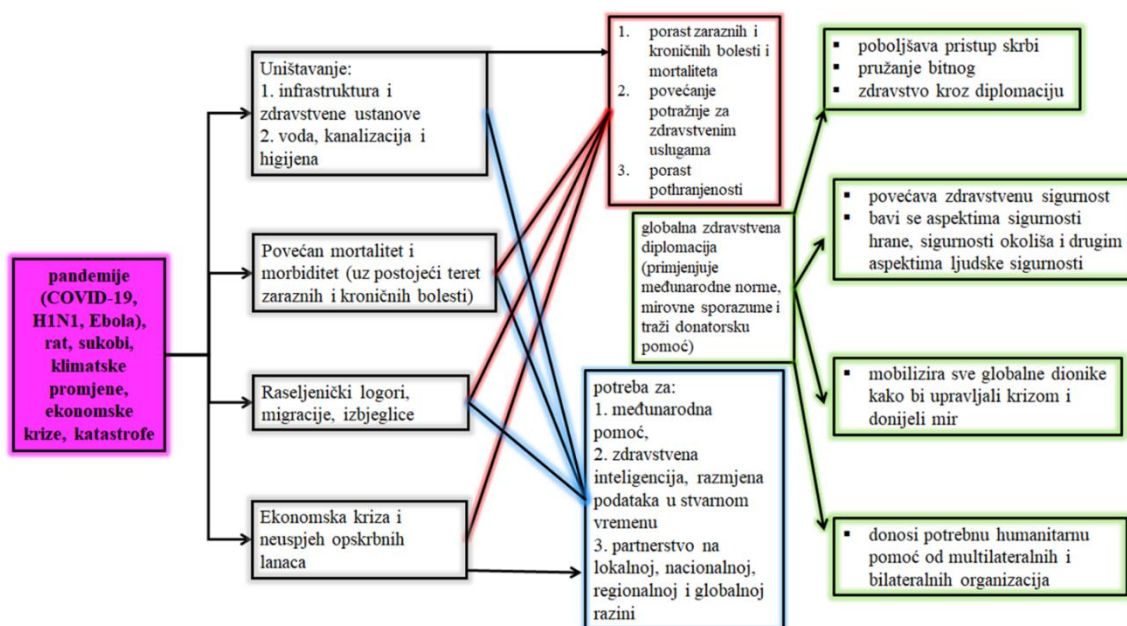 pandemije
(COVID-19,
H1N1, Ebola),
rat, sukobi,
klimatske
promjene,
ekonomske
krize, katastrofe
Uništavanje:
1. infrastruktura i
zdravstvene ustanove
2. voda, kanalizacija i
higijena
Povećan mortalitet i
morbiditet (uz postojeći teret
zaraznih i kroničnih bolesti)
Raseljenički logori,
migracije, izbjeglice
Ekonomska kriza i
neuspjeh opskrbnih
lanaca
1. porast zaraznih i
kroničnih bolesti i
mortaliteta
2. povećanje
potražnje za
zdravstvenim
uslugama
3. porast
pothranjenosti
globalna zdravstvena
diplomacija
(primjenjuje
međunarodne norme,
mirovne sporazume i
traži donatorsku
pomoć)
potreba za:
1. međunarodna
pomoć,
2. zdravstvena
inteligencija, razmjena
podataka u stvarnom
vremenu
3. partnerstvo na
lokalnoj, nacionalnoj,
regionalnoj i globalnoj
razini
▪ poboljšava pristup skrbi
▪ pružanje bitnog
▪ zdravstvo kroz diplomaciju
▪ povećava zdravstvenu sigurnost
▪ bavi se aspektima sigurnosti
hrane, sigurnosti okoliša i drugim
aspektima ljudske sigurnosti
▪ mobilizira sve globalne dionike
kako bi upravljali krizom i
donijeli mir
▪ donosi potrebnu humanitarnu
pomoć od multilateralnih i
bilateralnih organizacija